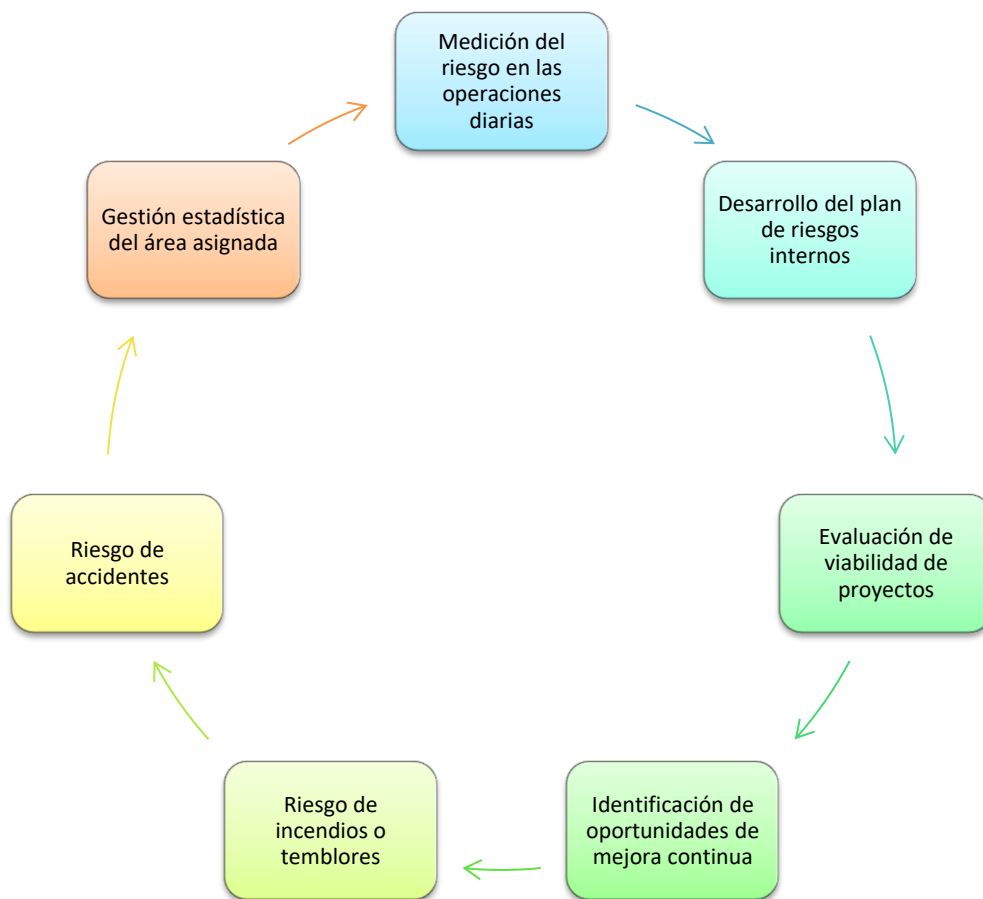 Medición del
riesgo en las
operaciones
diarias
Desarrollo del plan
de riesgos
internos
Evaluación de
viabilidad de
proyectos
Identificación de
oportunidades de
mejora continua
Riesgo de
incendios o
temblores
Riesgo de
accidentes
Gestión estadística
del área asignada